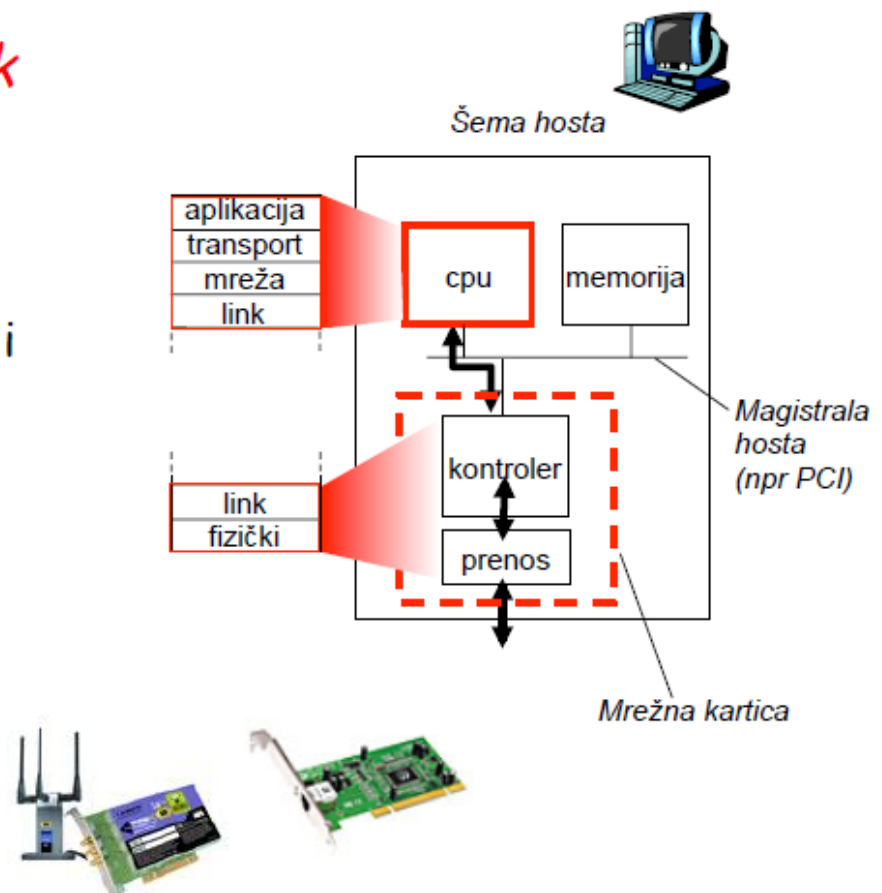 k
Šema hosta
aplikacija
transport
mreža
link
cpu
memorija
i
Magistrala
hosta
(npr PCI)
kontroler
link
fizički
prenos
Mrežna kartica